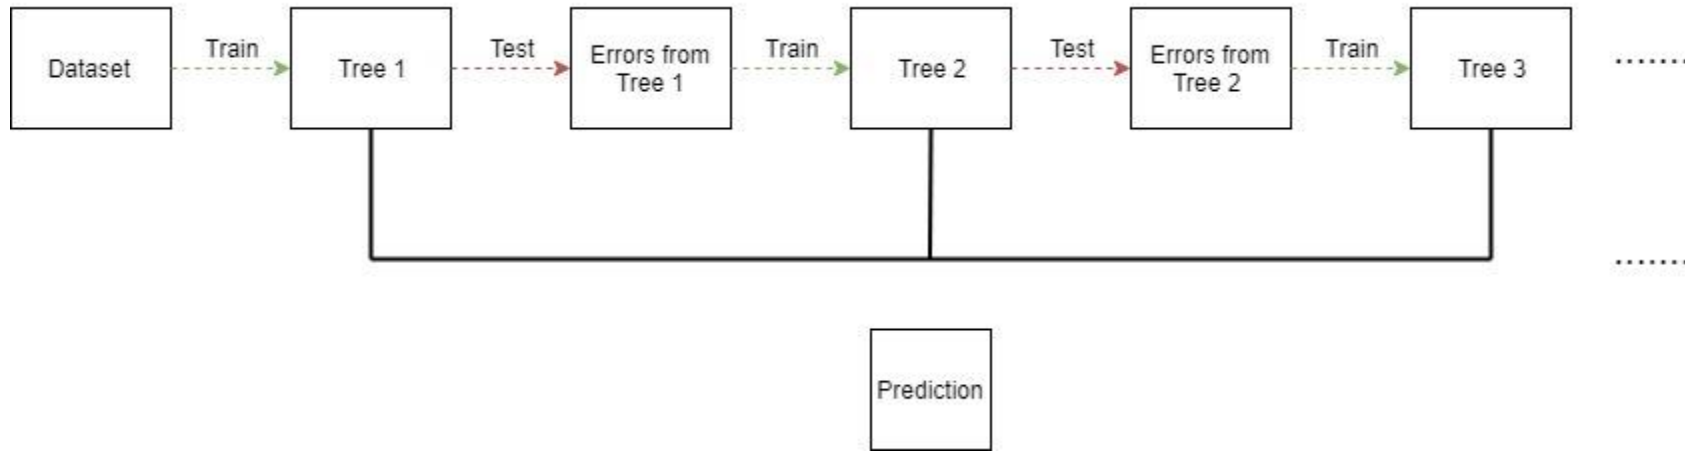 Train
Test
Train
Test
Train
Dataset
Tree 1
Errors from
Tree 1
Tree 2
Errors from
Tree 2
Tree 3
.......
.......
Prediction